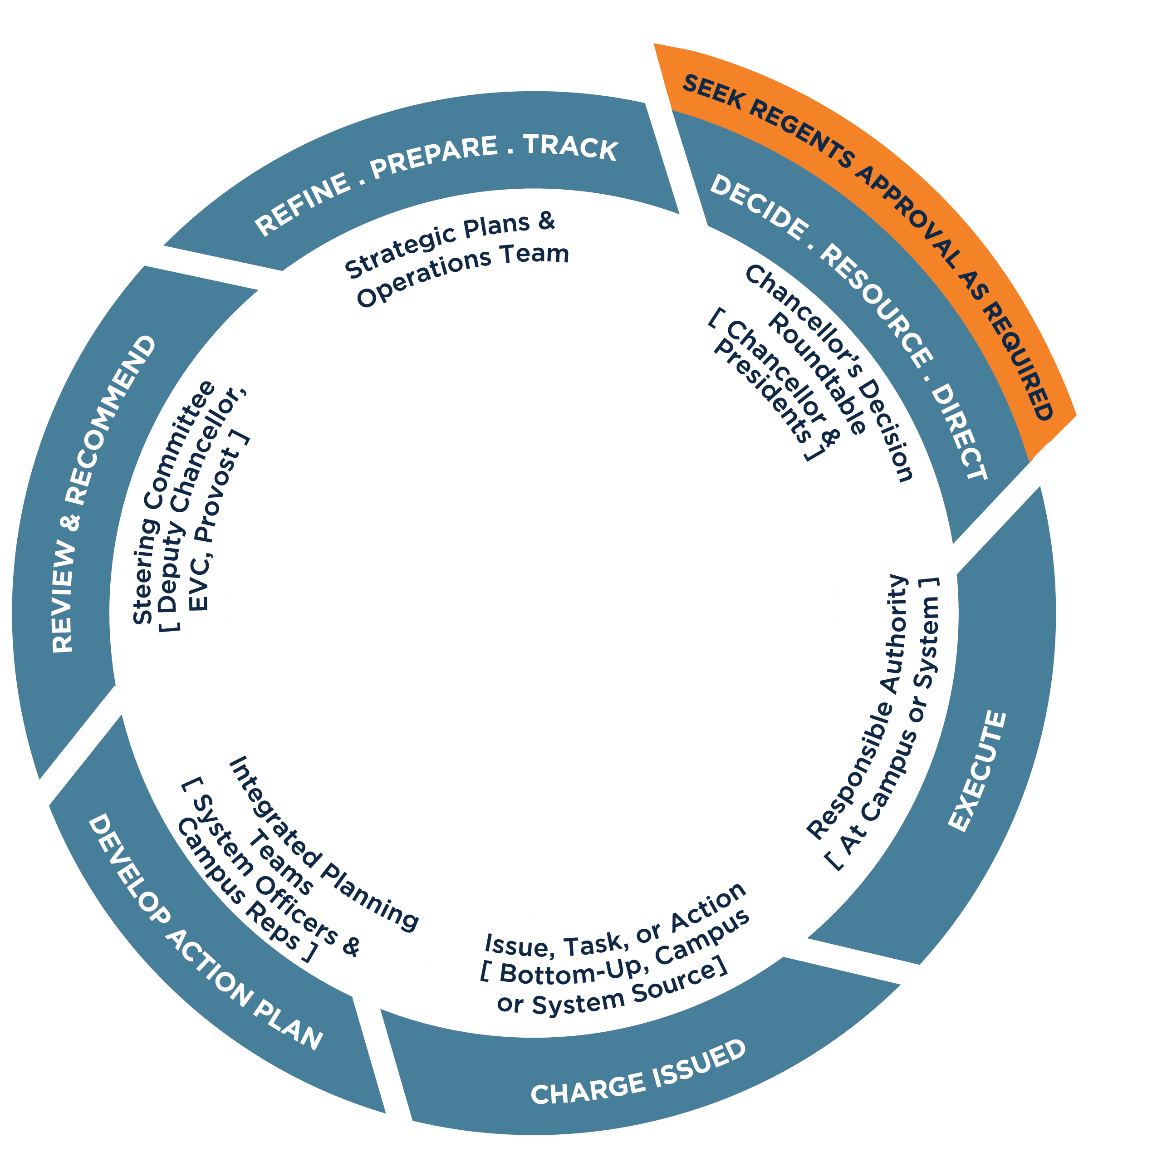 SEEK REGENTS APPROVAL AS REQUIRED
DECIDE . RESOURCE . DIRECT
Chancellor’s Decision
Roundtable
[ Chancellor &
Presidents ]
EXECUTE
Responsible Authority
[ At Campus or System ]
CHARGE ISSUED
Issue, Task, or Action
[ Bottom-Up, Campus
or System Source]
DEVELOP ACTION PLAN
Integrated Planning
Teams
[ System Officers &
Campus Reps ]
REVIEW & RECOMMEND
Steering Committee
[ Deputy Chancellor,
EVC, Provost ]
REFINE . PREPARE . TRACK
Strategic Plans &
Operations Team